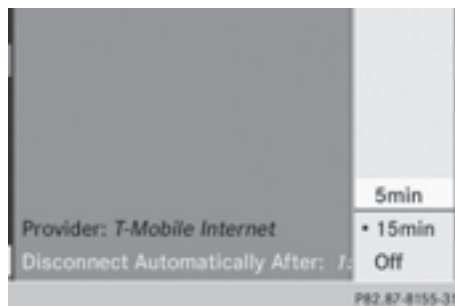 5min
Provider: T-Mobile Internet
• 15min
Disconnect Automatically After:
Off
P82.87-8155-31